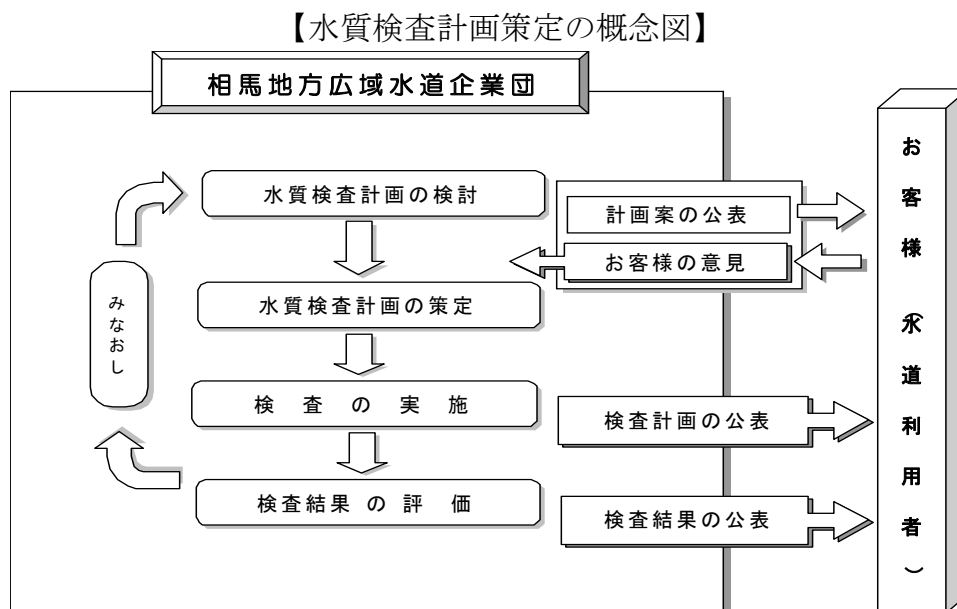 【水質検査計画策定の概念図】
相馬地方広域水道企業団
水質検査計画の検討
計画案の公表
お客様の意見
水質検査計画の策定
みなおし
検査の実施
検査計画の公表
検査結果の評価
検査結果の公表
お客様（水道利用者）